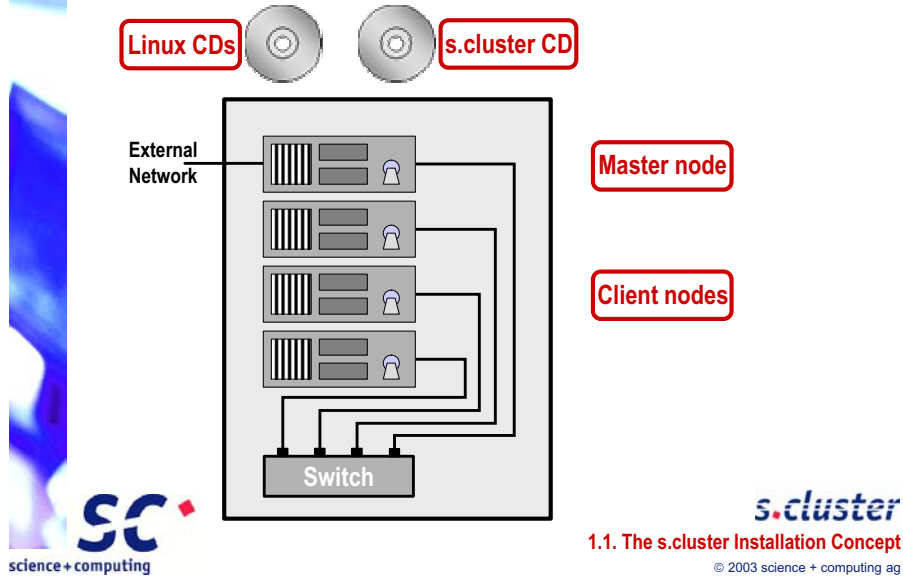 Linux CDs
s.cluster CD
External
Network
Master node
Client nodes
Switch
SC
science + computing
s.cluster
1.1. The s.cluster Installation Concept
© 2003 science + computing ag